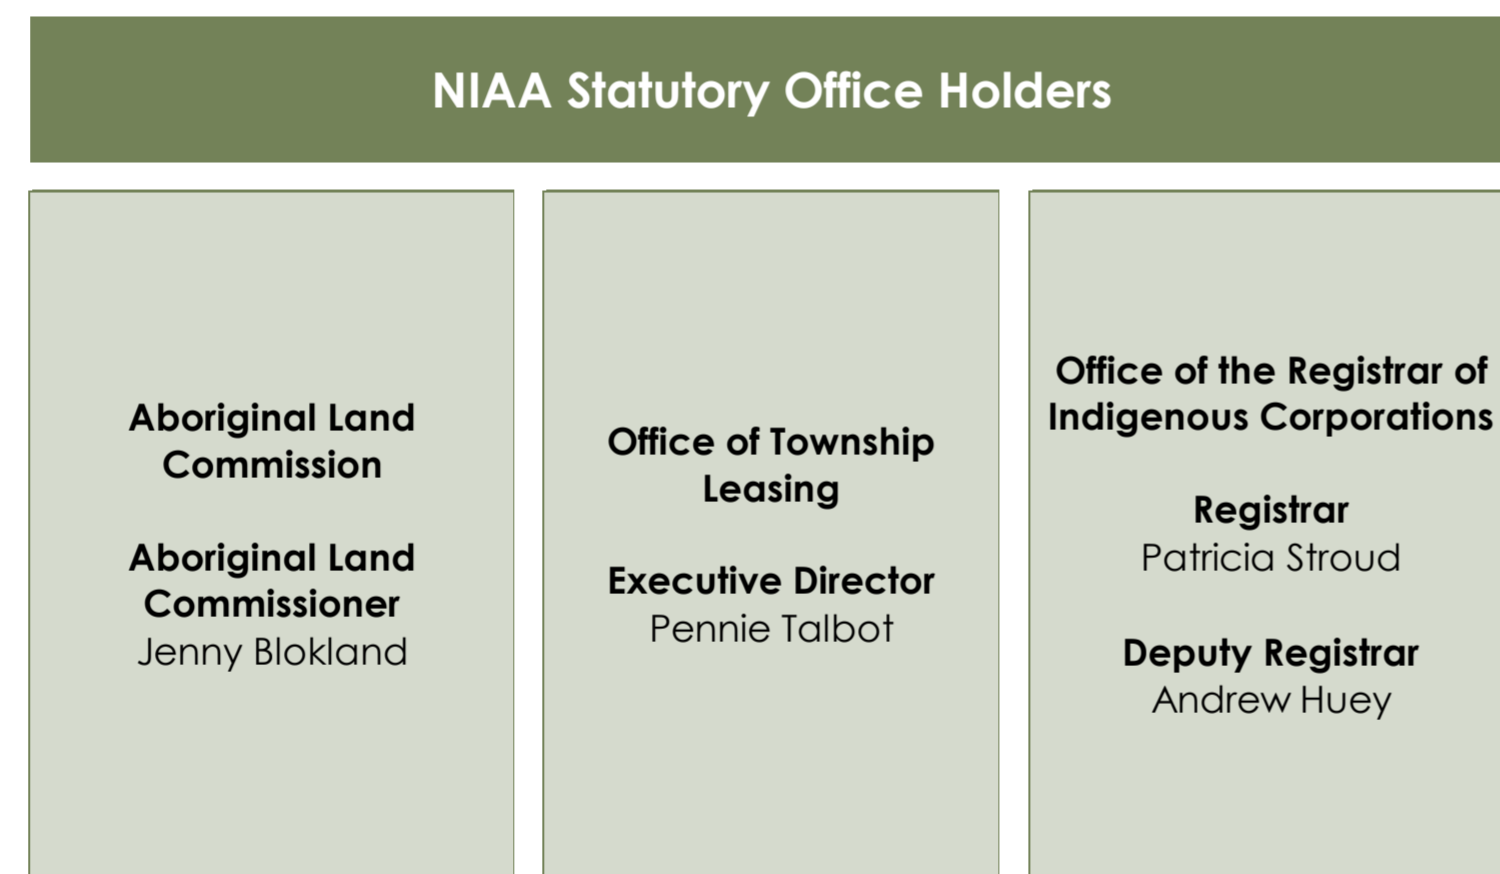 NIAA Statutory Office Holders
Aboriginal Land
Commission
Aboriginal Land
Commissioner
Jenny Blokland
Office of Township
Leasing
Executive Director
Pennie Talbot
Office of the Registrar of
Indigenous Corporations
Registrar
Patricia Stroud
Deputy Registrar
Andrew Huey